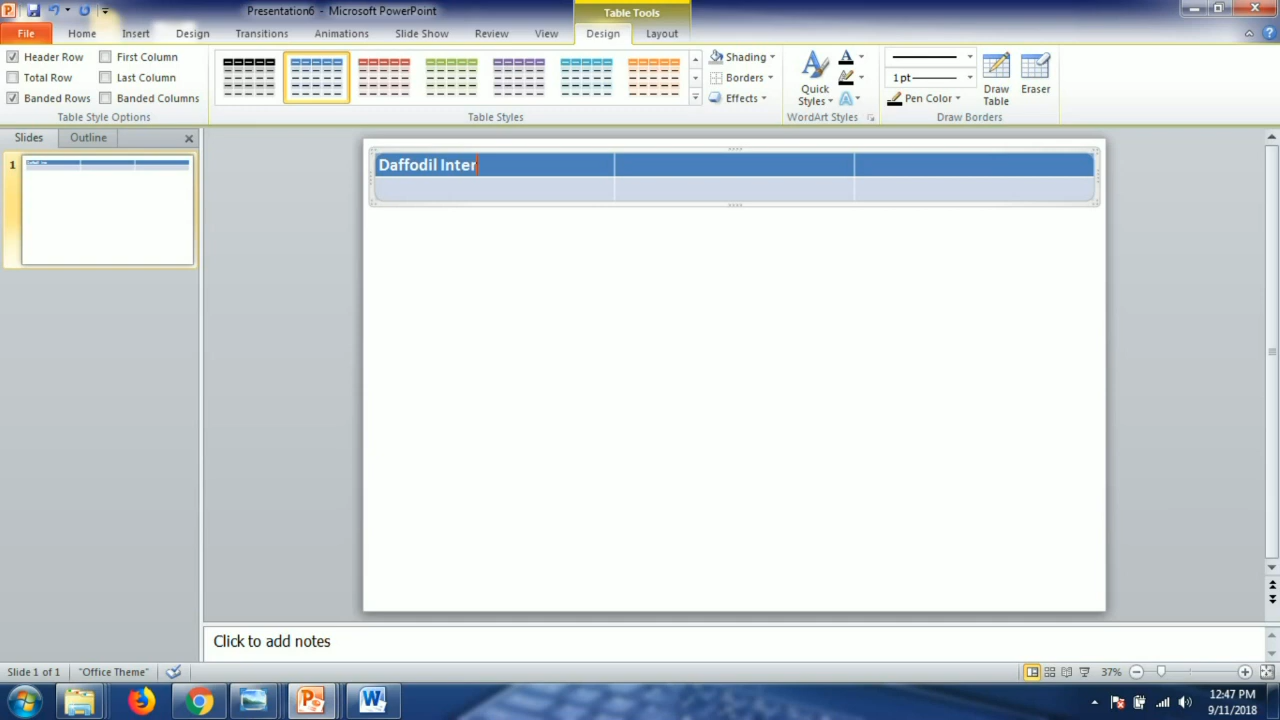 Presentation6 - Microsoft PowerPoint
Table Tools
File Home Insert Design Transitions Animations Slide Show Review View Design Layout
Header Row First Column
Total Row Last Column
Banded Rows Banded Columns
Table Style Options
Table Styles
Shading
Borders
Effects
Quick
Styles
WordArt Styles
1 pt
Pen Color
Draw
Table
Eraser
Draw Borders
Slides Outline
1
Daffodil Inter
Click to add notes
Slide 1 of 1 "Office Theme" 37%
12:47 PM
9/11/2018